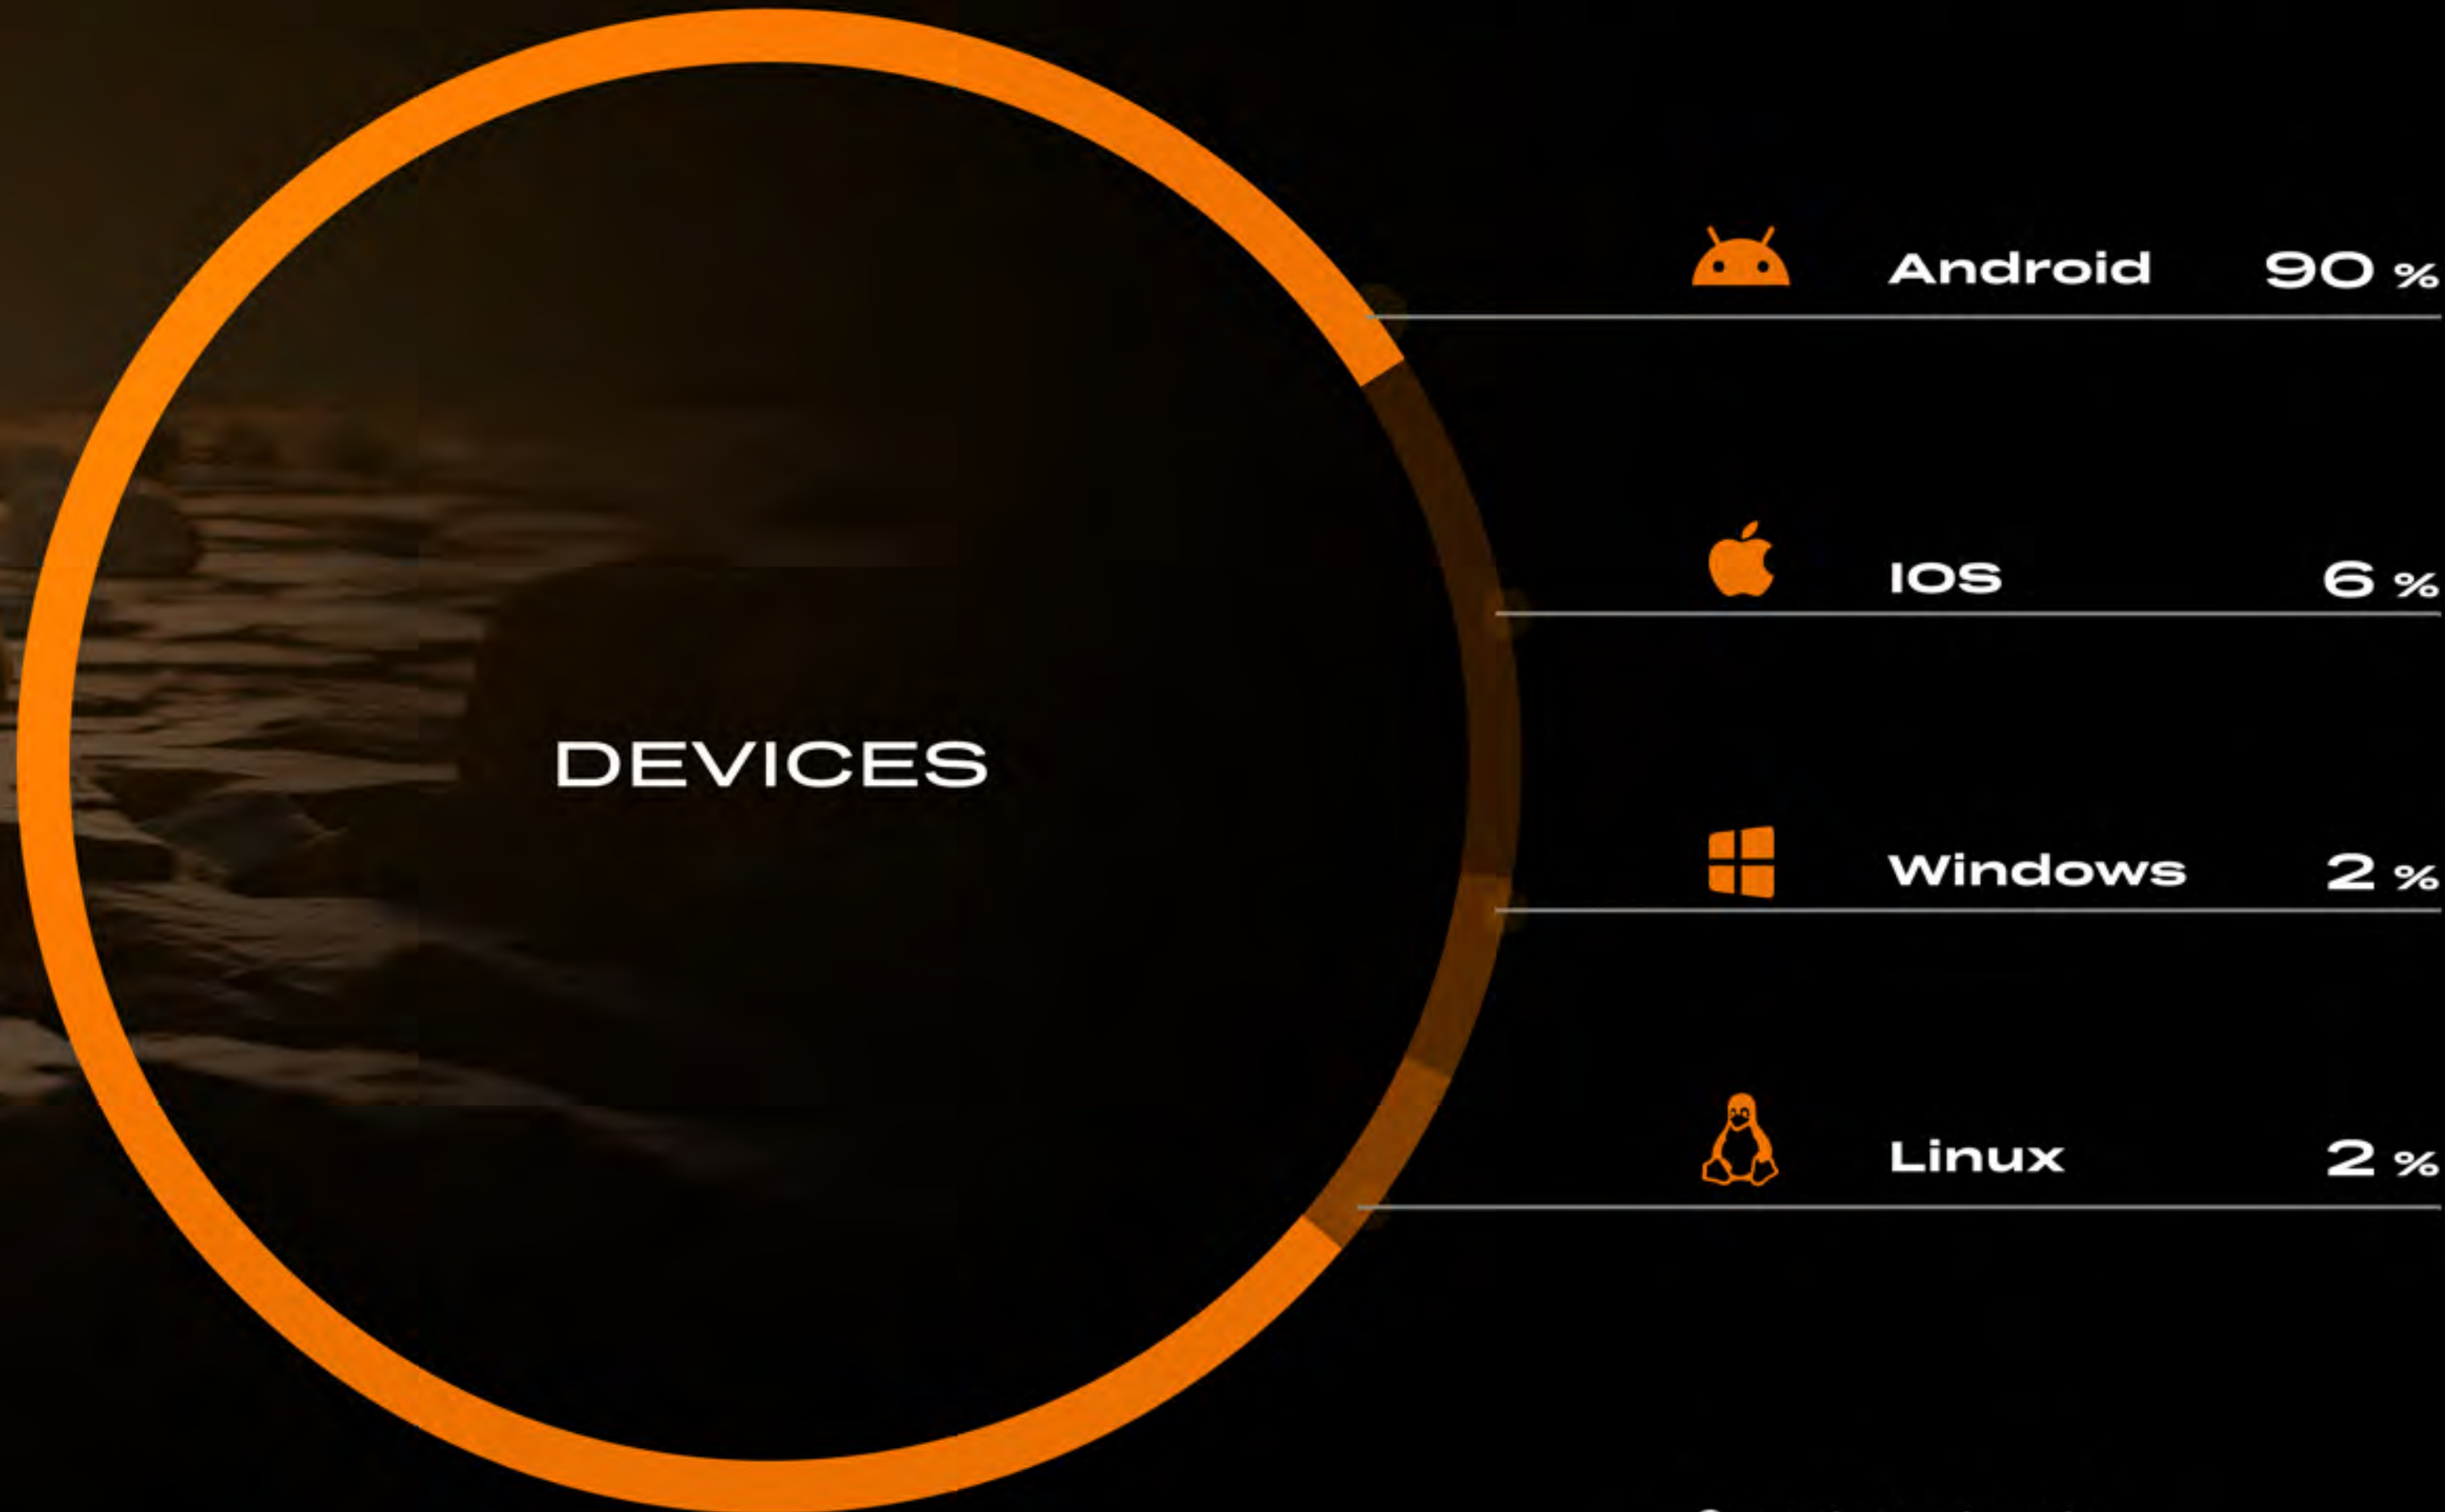 DEVICES
Android 90 %
IOS 6 %
Windows 2 %
Linux 2 %